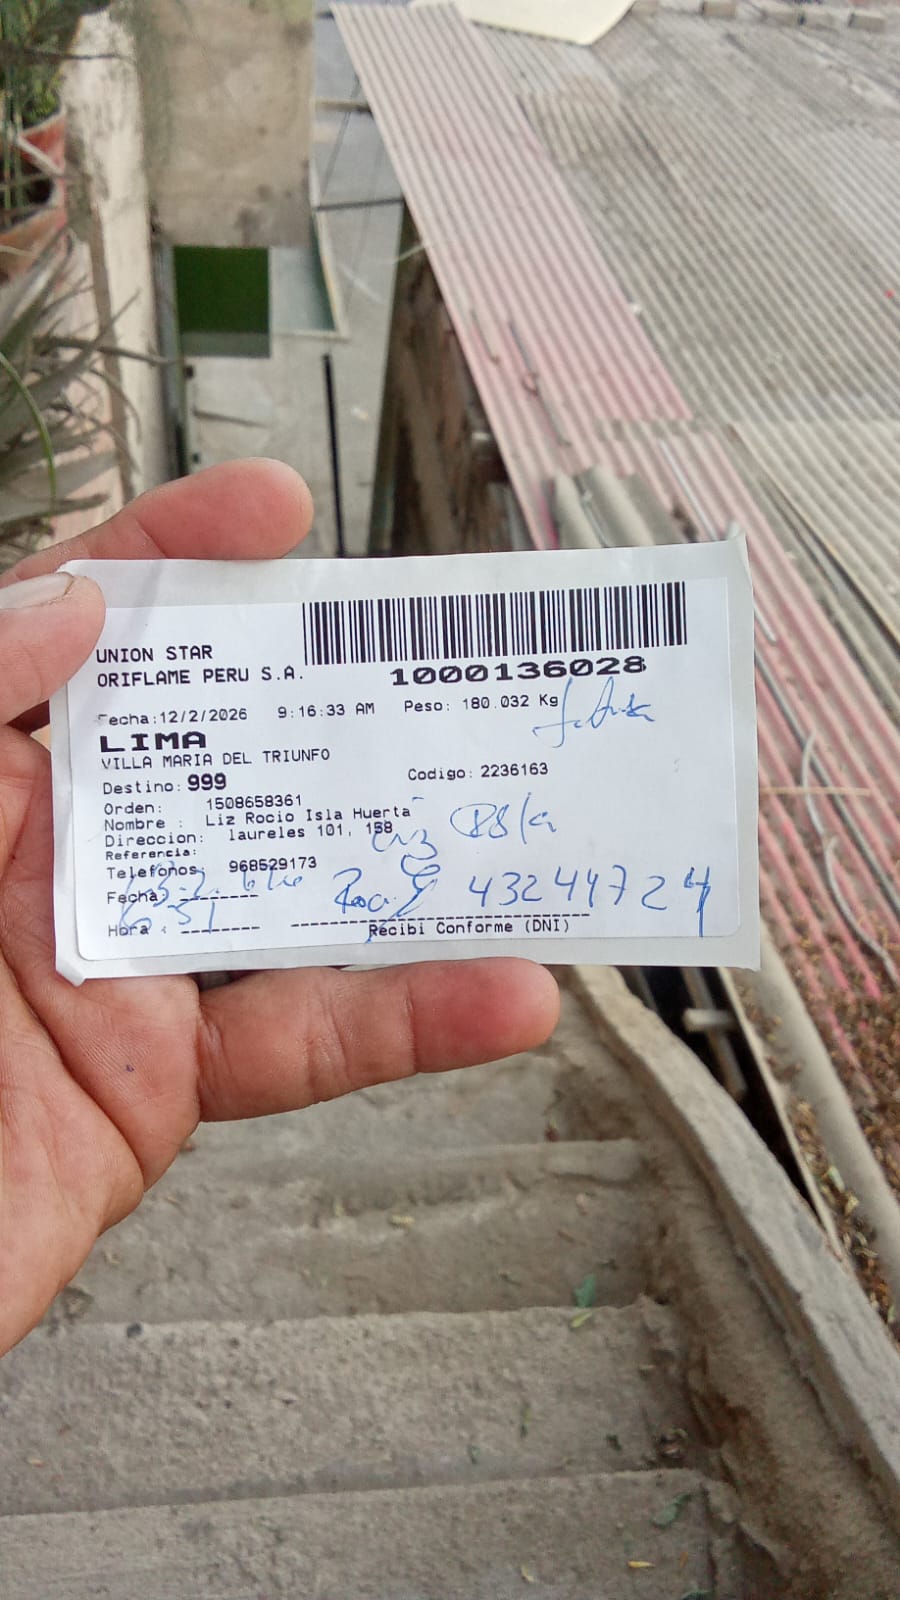 UNION STAR
ORIFLAME PERU S.A.
1000136028
Fecha:12/2/2026 9:16:33 AM Peso: 180.032 Kg
LIMA
VILLA MARIA DEL TRIUNFO
Destino: 999 Codigo: 2236163
Orden: 1508658361
Nombre : Liz Rocio Isla Huerta
Direccion: laureles 101, 158
Referencia:
Telefonos: 968529173
Fecha:
43244724
Hora :
Recibi Conforme (DNI)